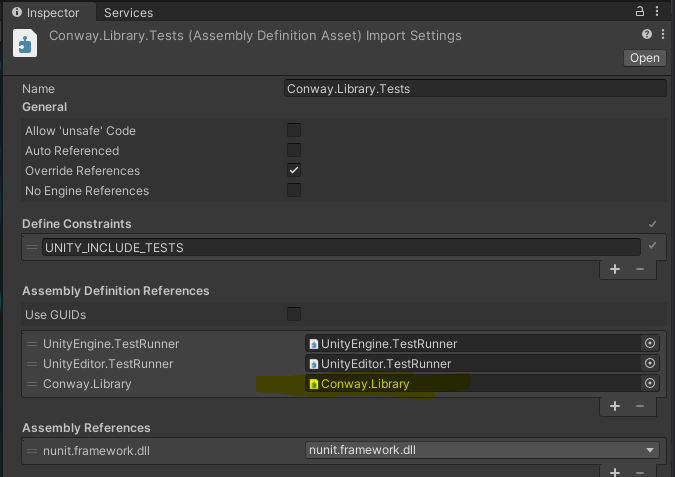 Inspector Services
Conway.Library.Tests (Assembly Definition Asset) Import Settings
Open
Name Conway.Library.Tests
General
Allow 'unsafe' Code
Auto Referenced
Override References
No Engine References
Define Constraints
UNITY_INCLUDE_TESTS
Assembly Definition References
Use GUIDs
UnityEngine.TestRunner UnityEngine.TestRunner
UnityEditor.TestRunner UnityEditor.TestRunner
Conway.Library Conway.Library
Assembly References
nunit.framework.dll nunit.framework.dll